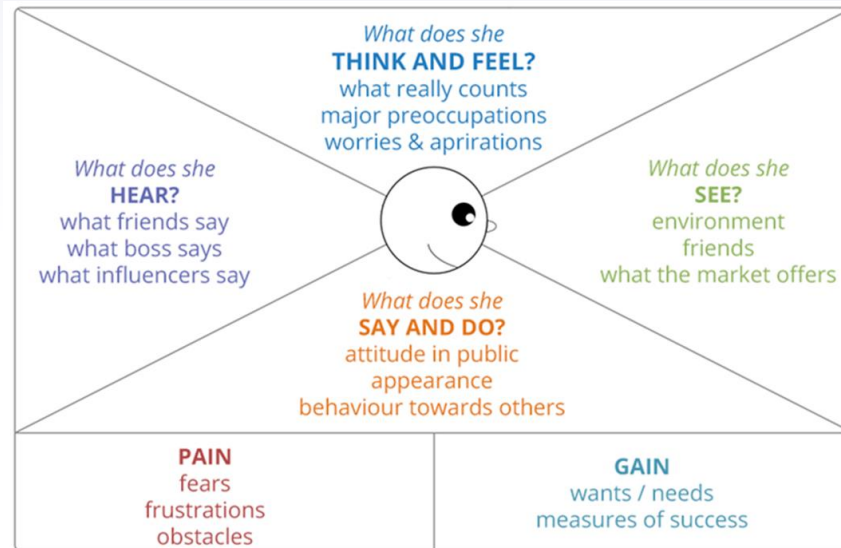 What does she
THINK AND FEEL?
what really counts
major preoccupations
worries & aprirations
What does she
HEAR?
what friends say
what boss says
what influencers say
What does she
SEE?
environment
friends
what the market offers
What does she
SAY AND DO?
attitude in public
appearance
behaviour towards others
PAIN
fears
frustrations
obstacles
GAIN
wants / needs
measures of success